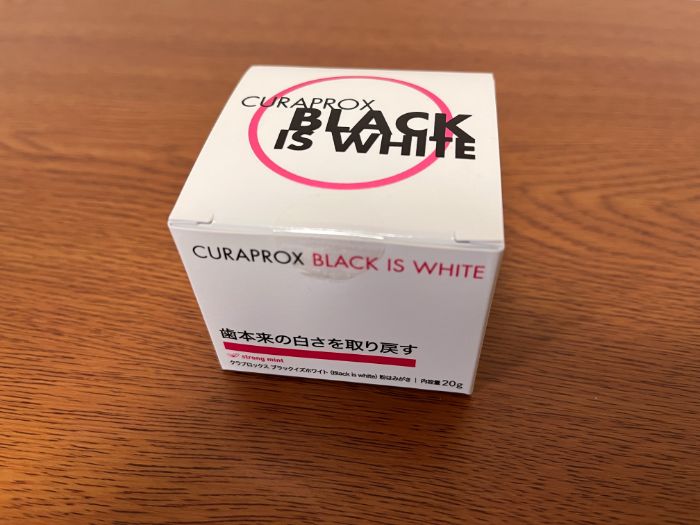 CURAPROX
BLACK
IS WHITE
CURAPROX BLACK IS WHITE
歯本来の白さを取り戻す
strong mint
クラプロックス ブラックイズホワイト (Black is white) 粉はみがき | 内容量 20g